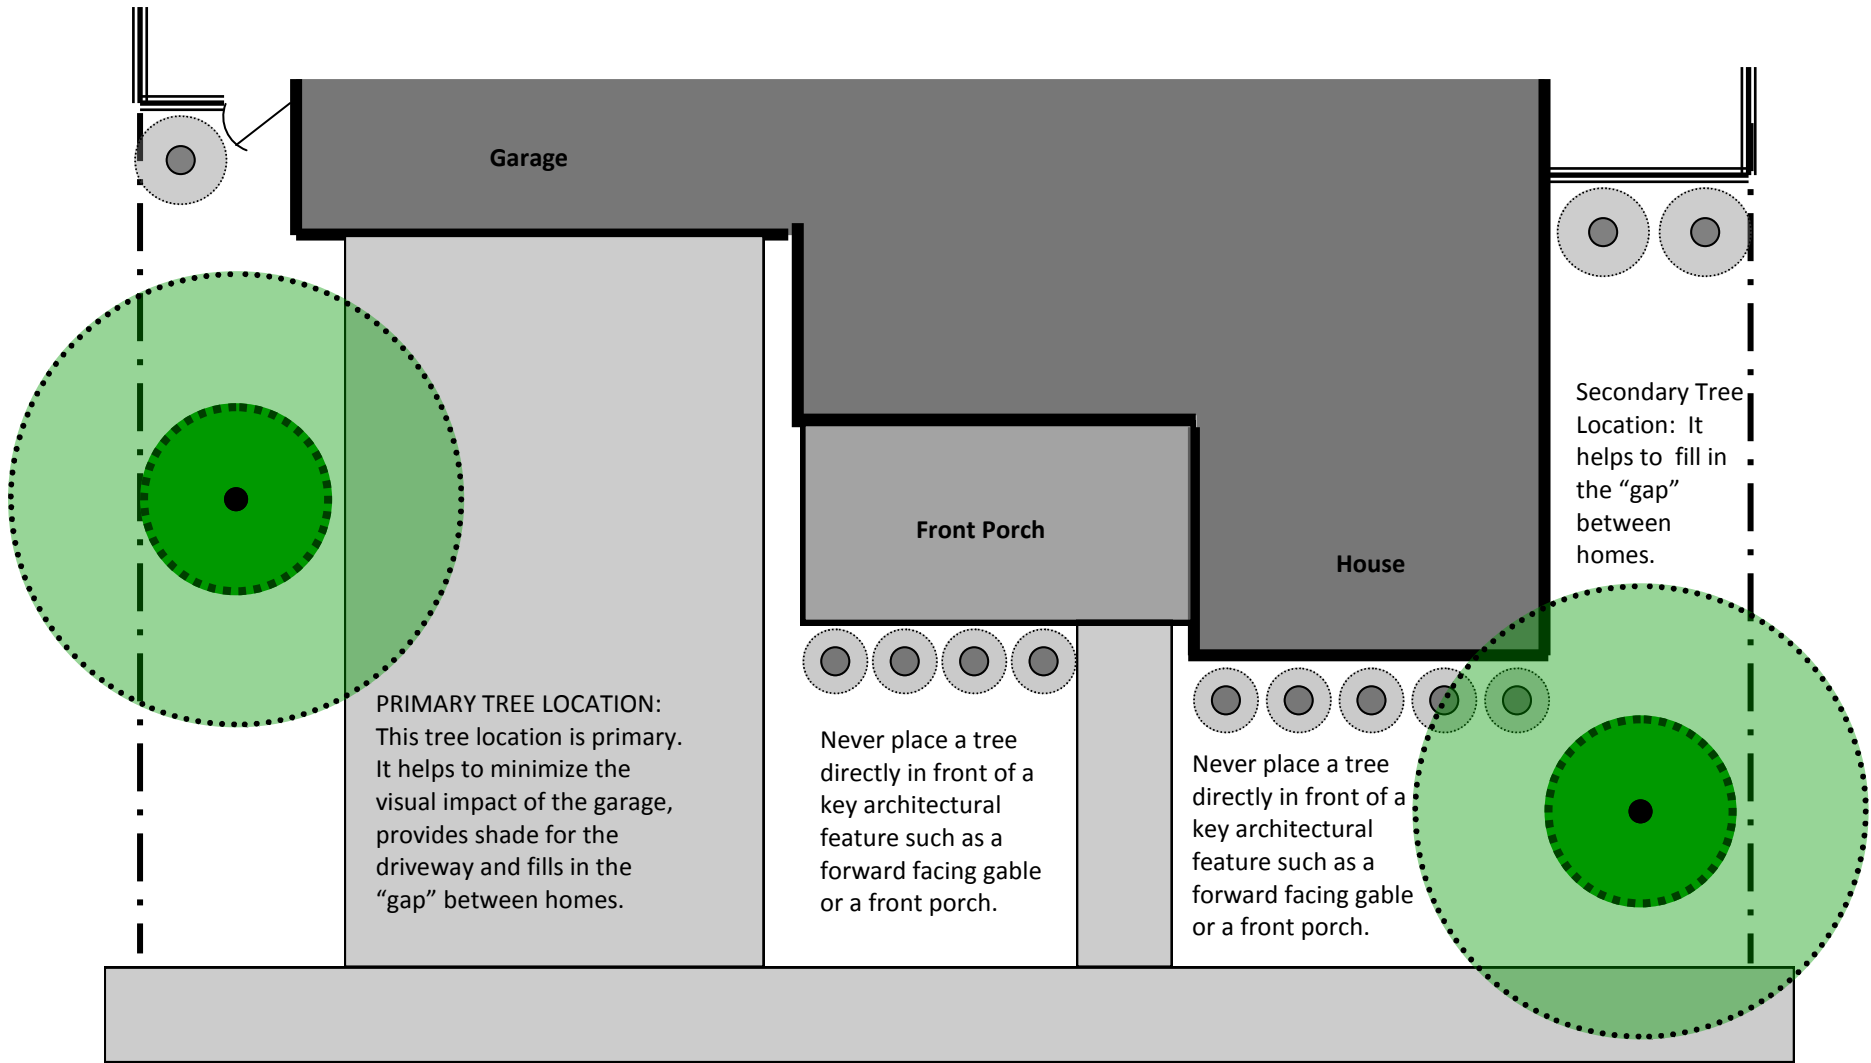 Garage
Secondary Tree
Location:  It
helps to  fill in
the “gap”
between
homes.
Front Porch
House
PRIMARY TREE LOCATION:
This tree location is primary.
It helps to minimize the
visual impact of the garage,
provides shade for the
driveway and fills in the
“gap” between homes.
Never place a tree
directly in front of a
key architectural
feature such as a
forward facing gable
or a front porch.
Never place a tree
directly in front of a
key architectural
feature such as a
forward facing gable
or a front porch.